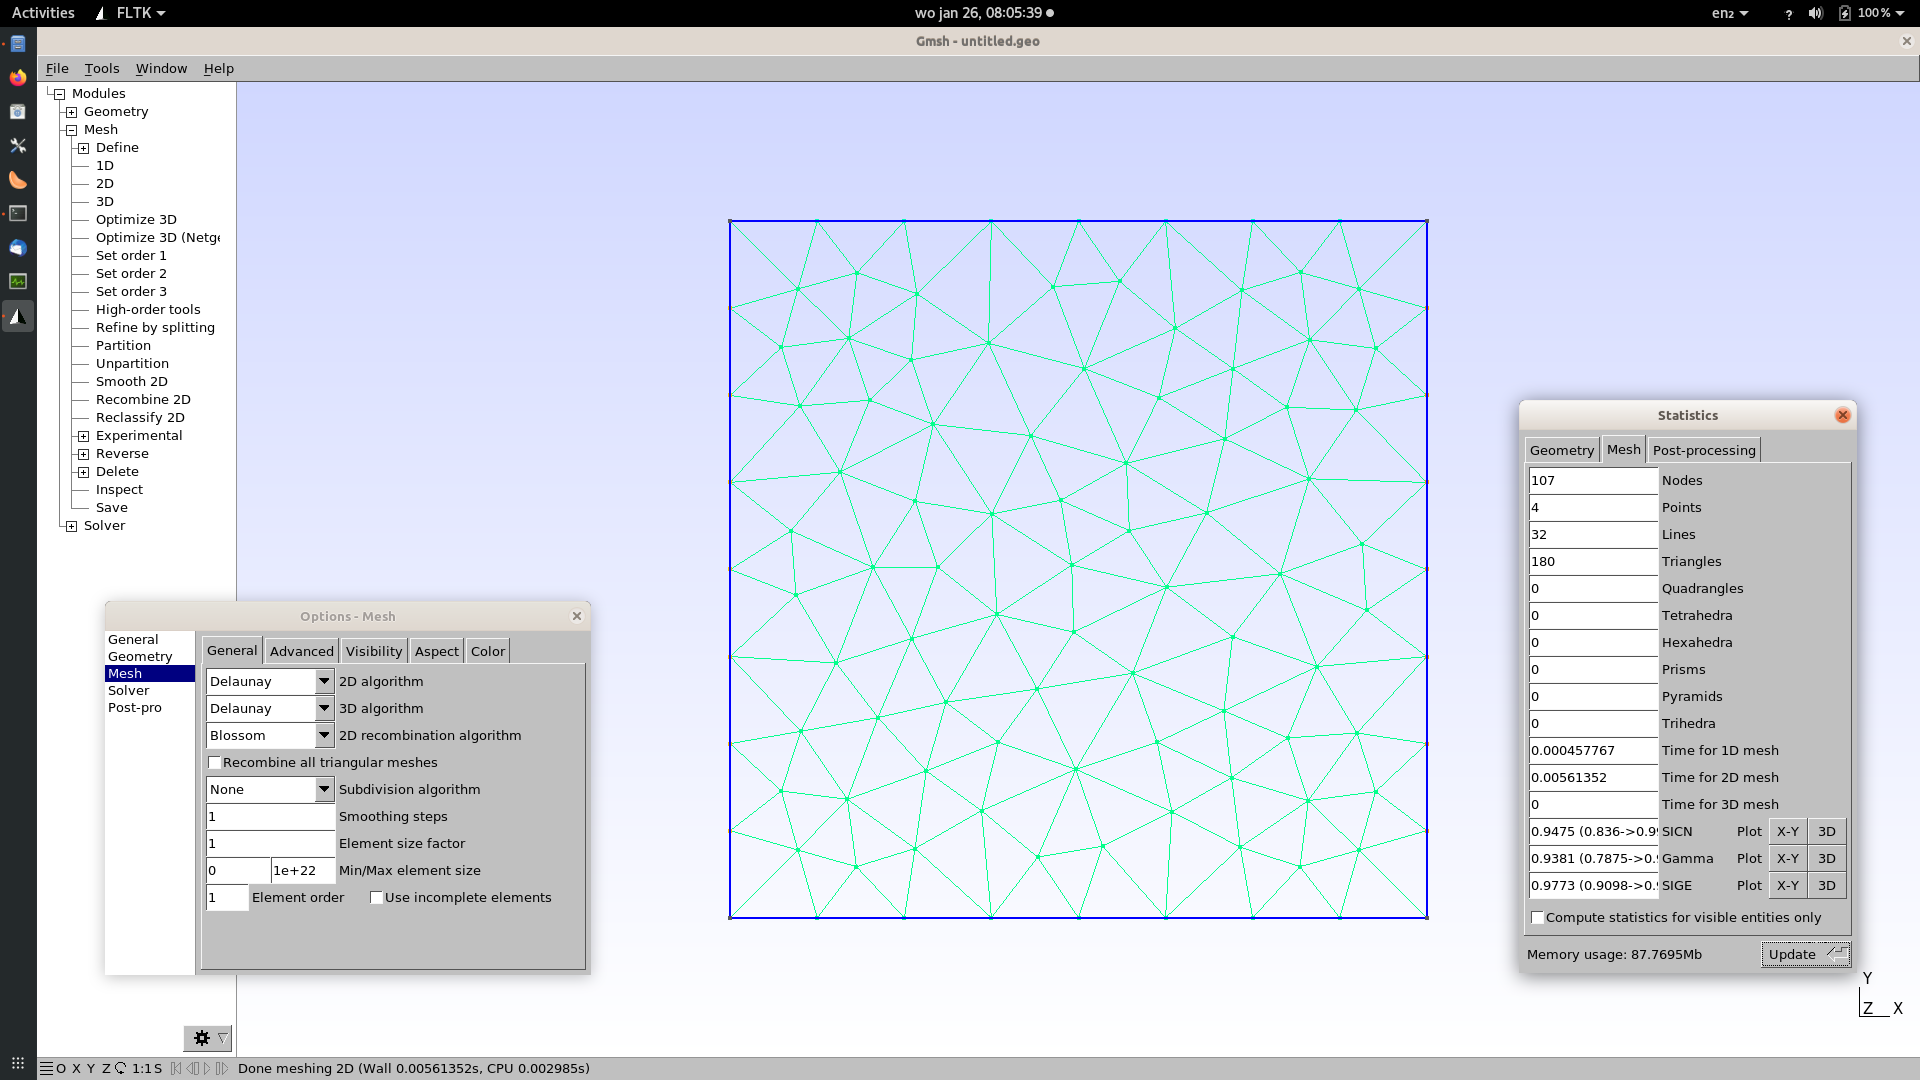 Activities FLTK wo jan 26, 08:05:39 en₂ ? 100%
Gmsh - untitled.geo
File Tools Window Help
Modules
Geometry
Mesh
Define
1D
2D
3D
Optimize 3D
Optimize 3D (Netg
Set order 1
Set order 2
Set order 3
High-order tools
Refine by splitting
Partition
Unpartition
Smooth 2D
Recombine 2D
Reclassify 2D
Experimental
Reverse
Delete
Inspect
Save
Solver
Options - Mesh
General
Geometry
Mesh
Solver
Post-pro
General Advanced Visibility Aspect Color
Delaunay 2D algorithm
Delaunay 3D algorithm
Blossom 2D recombination algorithm
Recombine all triangular meshes
None Subdivision algorithm
1 Smoothing steps
1 Element size factor
0 1e+22 Min/Max element size
1 Element order Use incomplete elements
Statistics
Geometry Mesh Post-processing
107 Nodes
4 Points
32 Lines
180 Triangles
0 Quadrangles
0 Tetrahedra
0 Hexahedra
0 Prisms
0 Pyramids
0 Trihedra
0.000457767 Time for 1D mesh
0.00561352 Time for 2D mesh
0 Time for 3D mesh
0.9475 (0.836->0.9 SICN Plot X-Y 3D
0.9381 (0.7875->0. Gamma Plot X-Y 3D
0.9773 (0.9098->0. SIGE Plot X-Y 3D
Compute statistics for visible entities only
Memory usage: 87.7695Mb Update
Y
Z X
O X Y Z 1:1 S Done meshing 2D (Wall 0.00561352s, CPU 0.002985s)